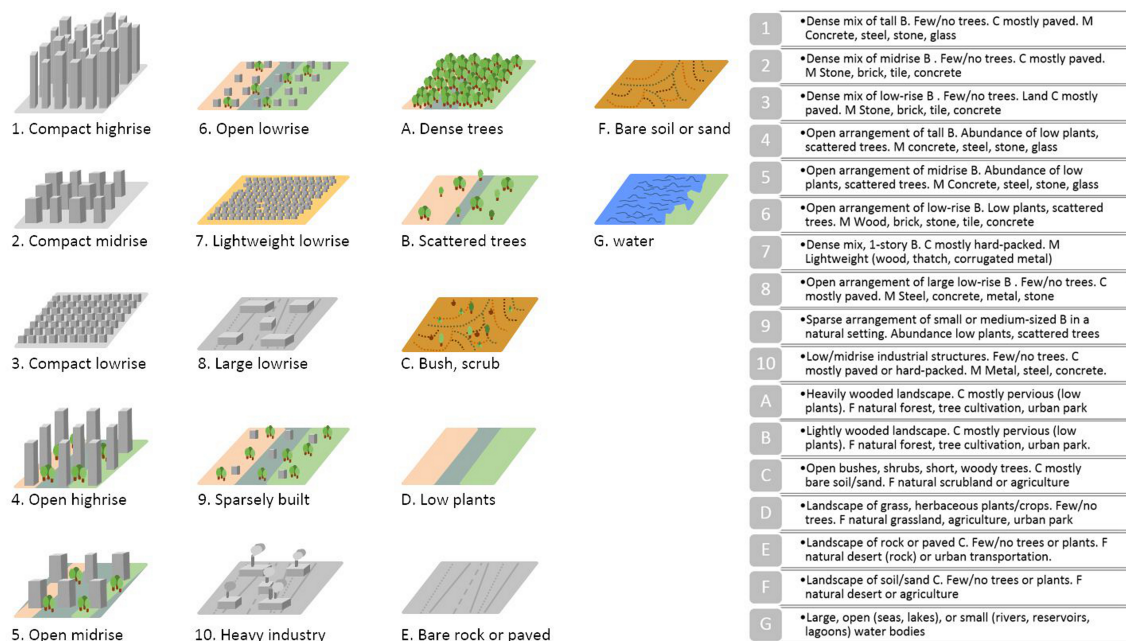 1. Compact highrise
6. Open lowrise
A. Dense trees
F. Bare soil or sand
2. Compact midrise
7. Lightweight lowrise
B. Scattered trees
G. water
3. Compact lowrise
8. Large lowrise
C. Bush, scrub
4. Open highrise
9. Sparsely built
D. Low plants
5. Open midrise
10. Heavy industry
E. Bare rock or paved
1
•Dense mix of tall B. Few/no trees. C mostly paved. M
Concrete, steel, stone, glass
2
•Dense mix of midrise B . Few/no trees. C mostly paved.
M Stone, brick, tile, concrete
3
•Dense mix of low-rise B . Few/no trees. Land C mostly
paved. M Stone, brick, tile, concrete
4
•Open arrangement of tall B. Abundance of low plants,
scattered trees. M concrete, steel, stone, glass
5
•Open arrangement of midrise B. Abundance of low
plants, scattered trees. M Concrete, steel, stone, glass
6
•Open arrangement of low-rise B. Low plants, scattered
trees. M Wood, brick, stone, tile, concrete
7
•Dense mix, 1-story B. C mostly hard-packed. M
Lightweight (wood, thatch, corrugated metal)
8
•Open arrangement of large low-rise B . Few/no trees. C
mostly paved. M Steel, concrete, metal, stone
9
•Sparse arrangement of small or medium-sized B in a
natural setting. Abundance low plants, scattered trees
10
•Low/midrise industrial structures. Few/no trees. C
mostly paved or hard-packed. M Metal, steel, concrete.
A
•Heavily wooded landscape. C mostly pervious (low
plants). F natural forest, tree cultivation, urban park
B
•Lightly wooded landscape. C mostly pervious (low
plants). F natural forest, tree cultivation, urban park.
C
•Open bushes, shrubs, short, woody trees. C mostly
bare soil/sand. F natural scrubland or agriculture
D
•Landscape of grass, herbaceous plants/crops. Few/no
trees. F natural grassland, agriculture, urban park
E
•Landscape of rock or paved C. Few/no trees or plants. F
natural desert (rock) or urban transportation.
F
•Landscape of soil/sand C. Few/no trees or plants. F
natural desert or agriculture
G
•Large, open (seas, lakes), or small (rivers, reservoirs,
lagoons) water bodies